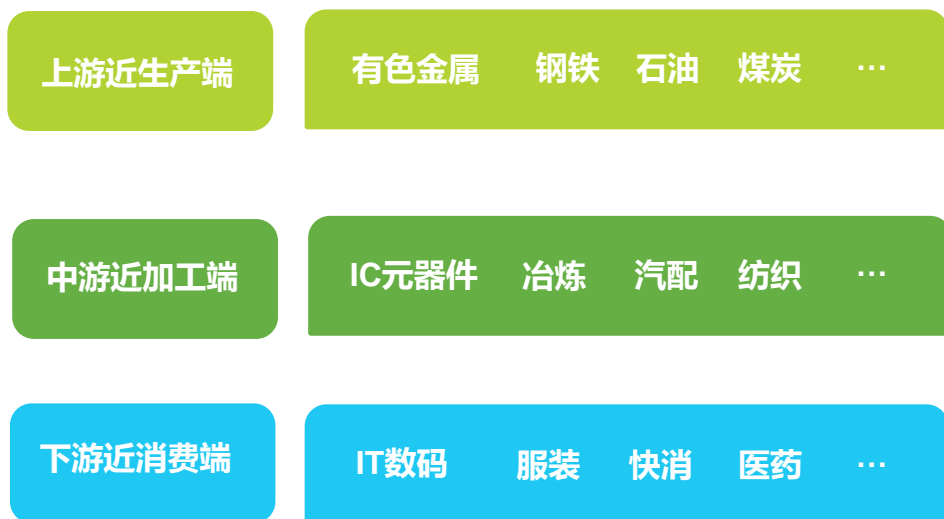 上游近生产端 有色金属 钢铁 石油 煤炭 …
中游近加工端 IC元器件 冶炼 汽配 纺织 …
下游近消费端 IT数码 服装 快消 医药 …